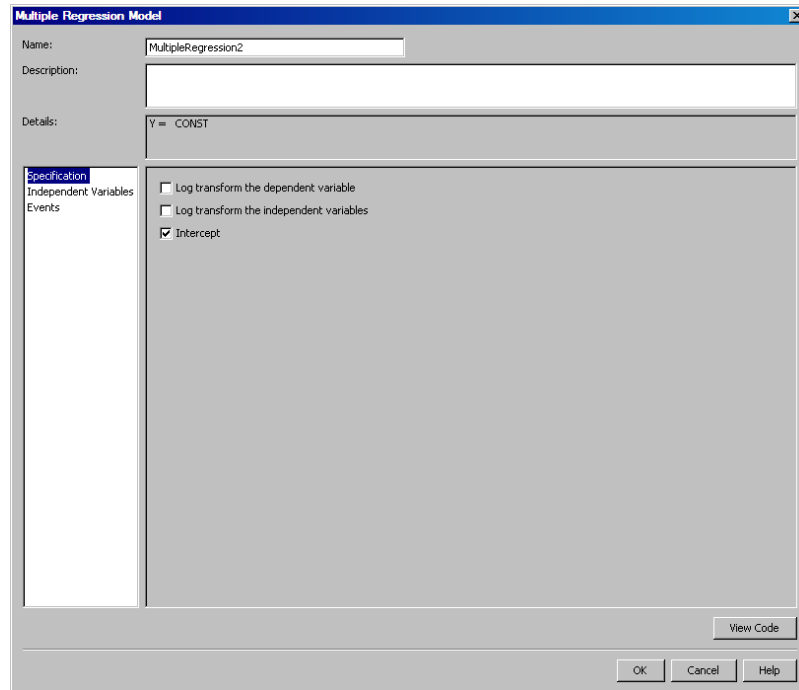 Multiple Regression Model
Name:
MultipleRegression2
Description:
Details:
Y = CONST
Specification
Independent Variables
Events
Log transform the dependent variable
Log transform the independent variables
Intercept
View Code
OK
Cancel
Help